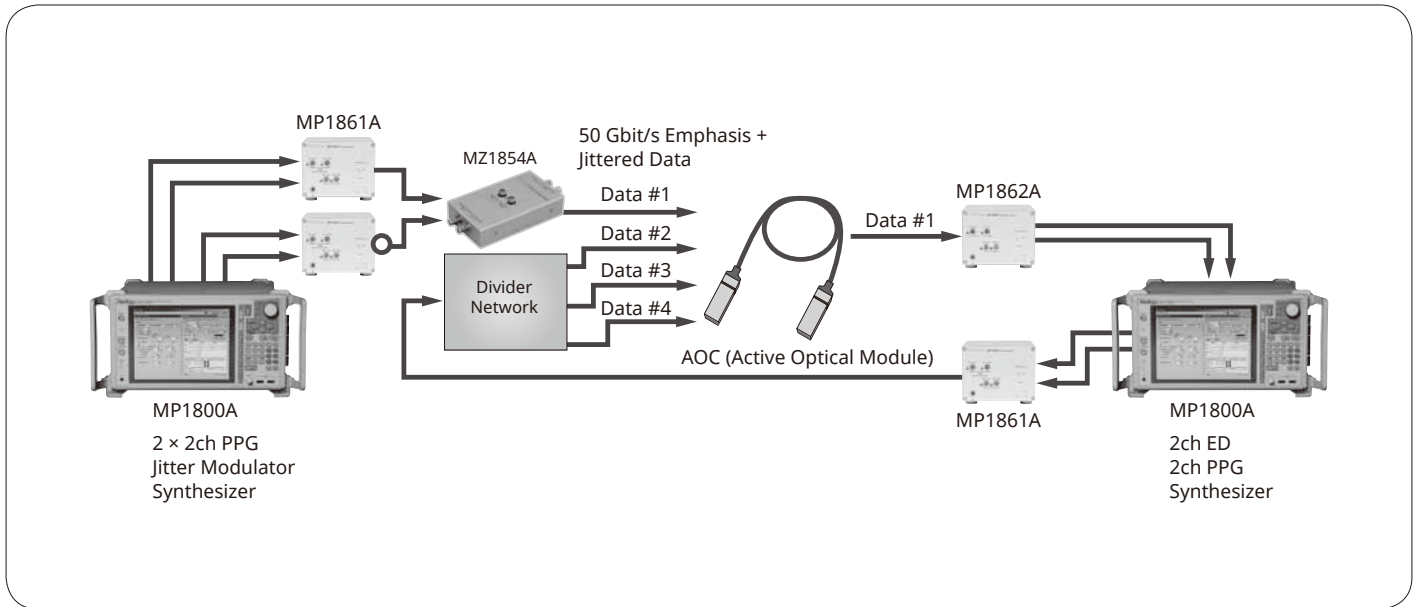 MP1861A
MZ1854A
50 Gbit/s Emphasis +
Jittered Data
Data #1
Data #2
Data #3
Data #4
Divider
Network
Data #1
MP1862A
AOC (Active Optical Module)
MP1861A
MP1800A
2 × 2ch PPG
Jitter Modulator
Synthesizer
MP1800A
2ch ED
2ch PPG
Synthesizer